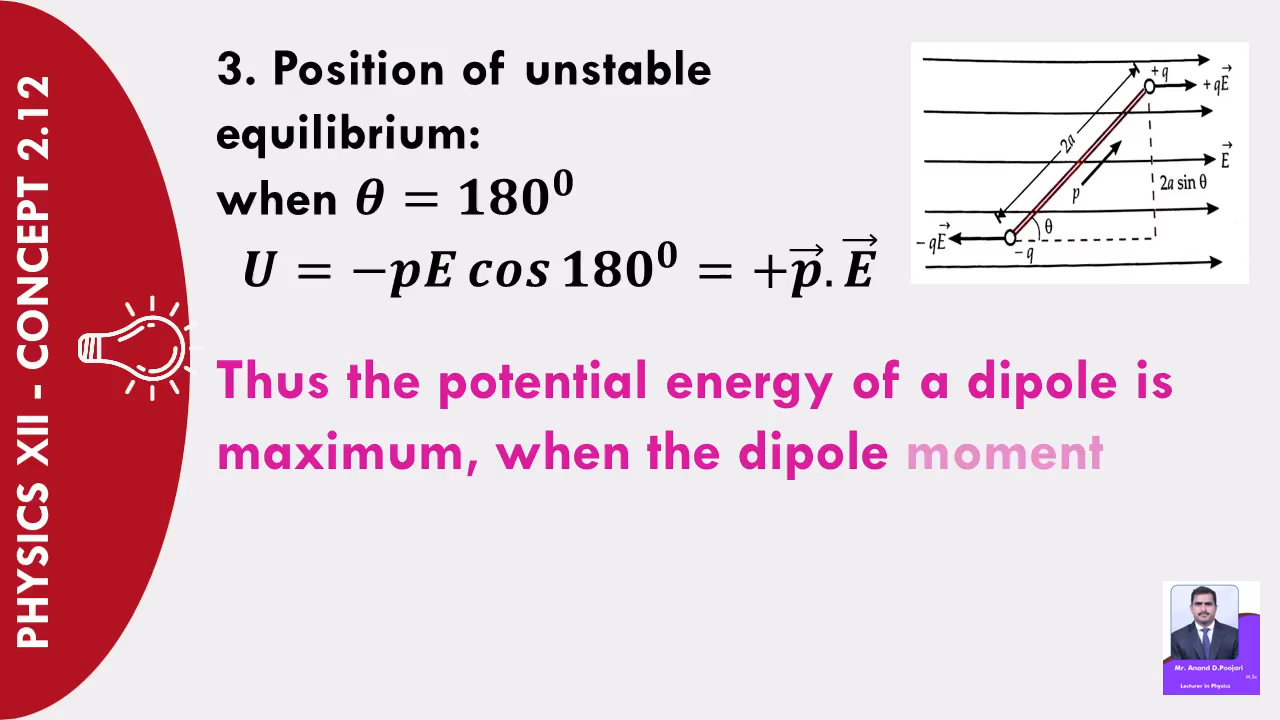 PHYSICS XII - CONCEPT 2.12
3. Position of unstable
equilibrium:
when θ = 180⁰
U = −pE cos 180⁰ = +p⃗. E⃗
Thus the potential energy of a dipole is
maximum, when the dipole moment
+q
+qE⃗
2a
E⃗
p
2a sin θ
θ
−qE⃗
−q
Mr. Anand D.Poojari
M.Sc
Lecturer in Physics